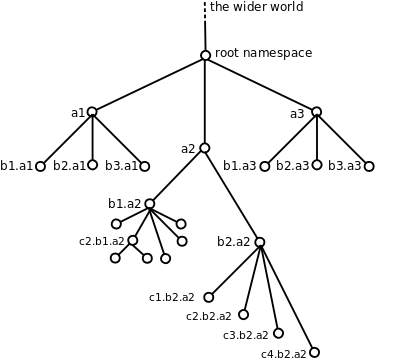 the wider world
root namespace
a1
a3
a2
b1.a1
b2.a1
b3.a1
b1.a3
b2.a3
b3.a3
b1.a2
c2.b1.a2
b2.a2
c1.b2.a2
c2.b2.a2
c3.b2.a2
c4.b2.a2